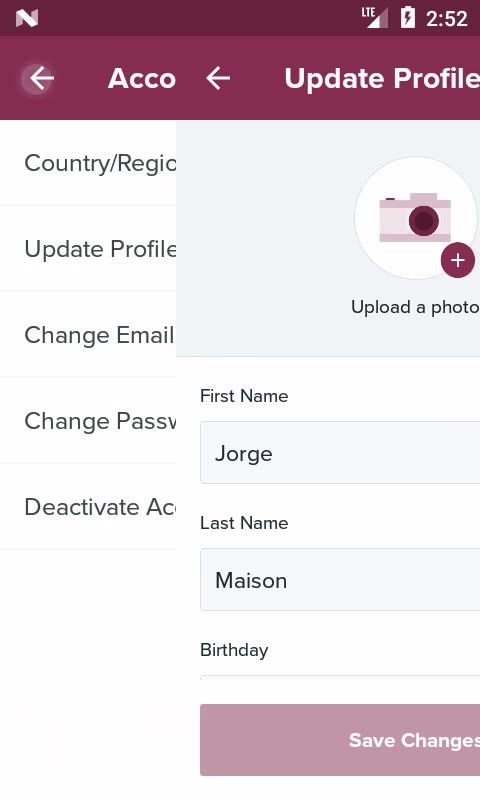 LTE 2:52
Acco
Update Profile
Country/Regio
Update Profile
Change Email
Change Passw
Deactivate Acc
Upload a photo
First Name
Jorge
Last Name
Maison
Birthday
Save Changes